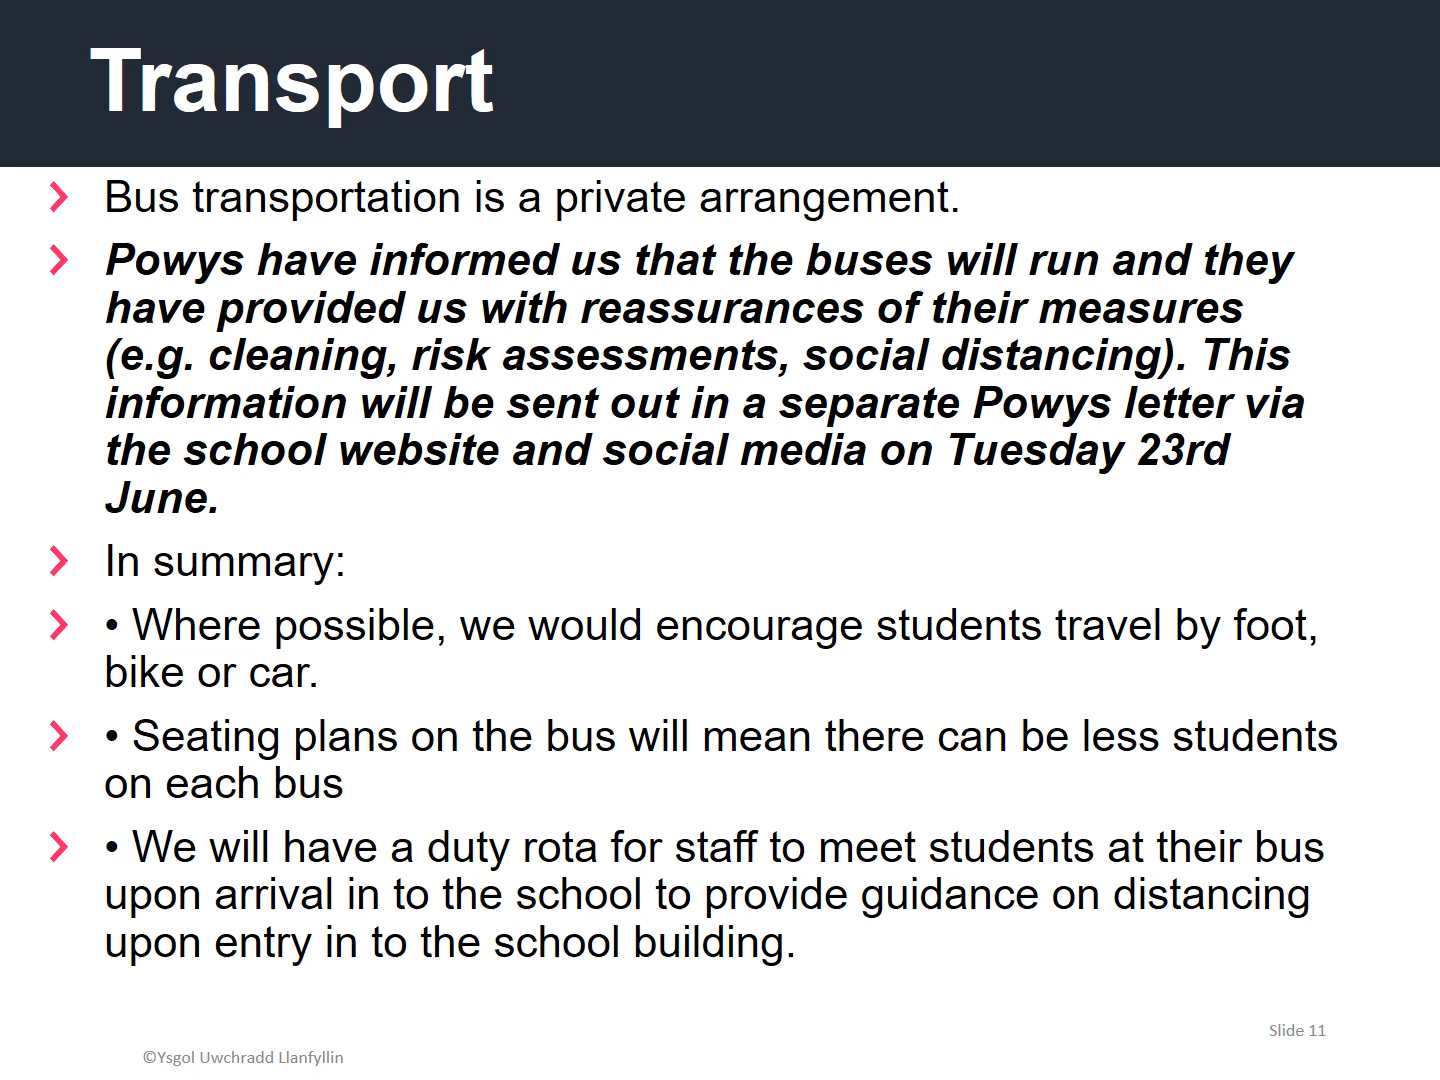 Transport
Bus transportation is a private arrangement.
Powys have informed us that the buses will run and they
have provided us with reassurances of their measures
(e.g. cleaning, risk assessments, social distancing). This
information will be sent out in a separate Powys letter via
the school website and social media on Tuesday 23rd
June.
In summary:
• Where possible, we would encourage students travel by foot,
bike or car.
• Seating plans on the bus will mean there can be less students
on each bus
• We will have a duty rota for staff to meet students at their bus
upon arrival in to the school to provide guidance on distancing
upon entry in to the school building.
Slide 11
©Ysgol Uwchradd Llanfyllin